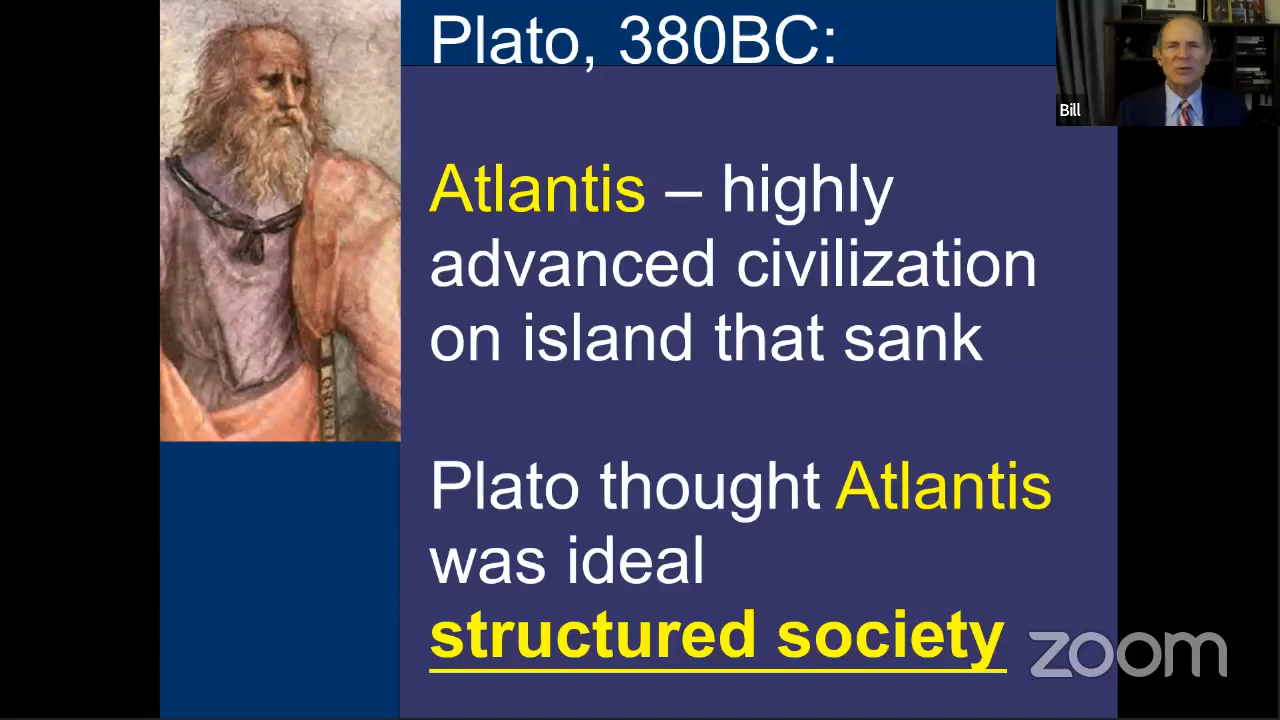 Plato, 380BC:
Bill
Atlantis – highly
advanced civilization
on island that sank
Plato thought Atlantis
was ideal
structured society
zoom